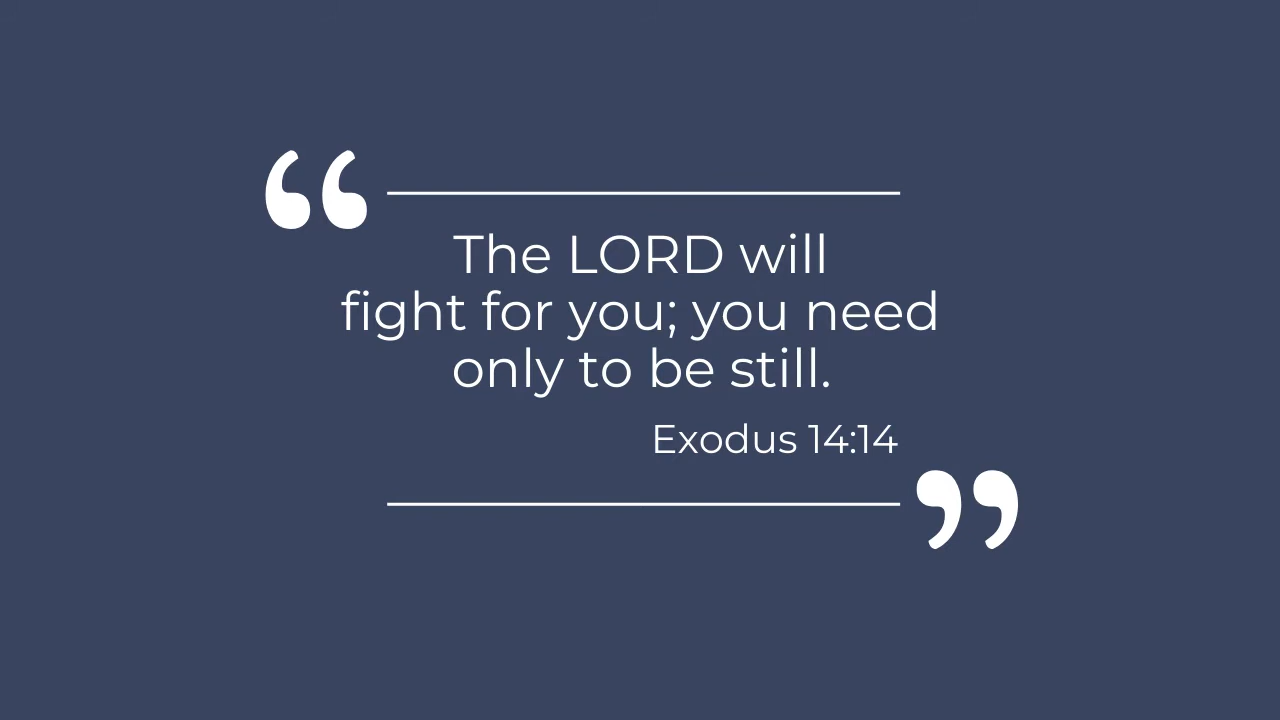 “
The LORD will
fight for you; you need
only to be still.
Exodus 14:14
”